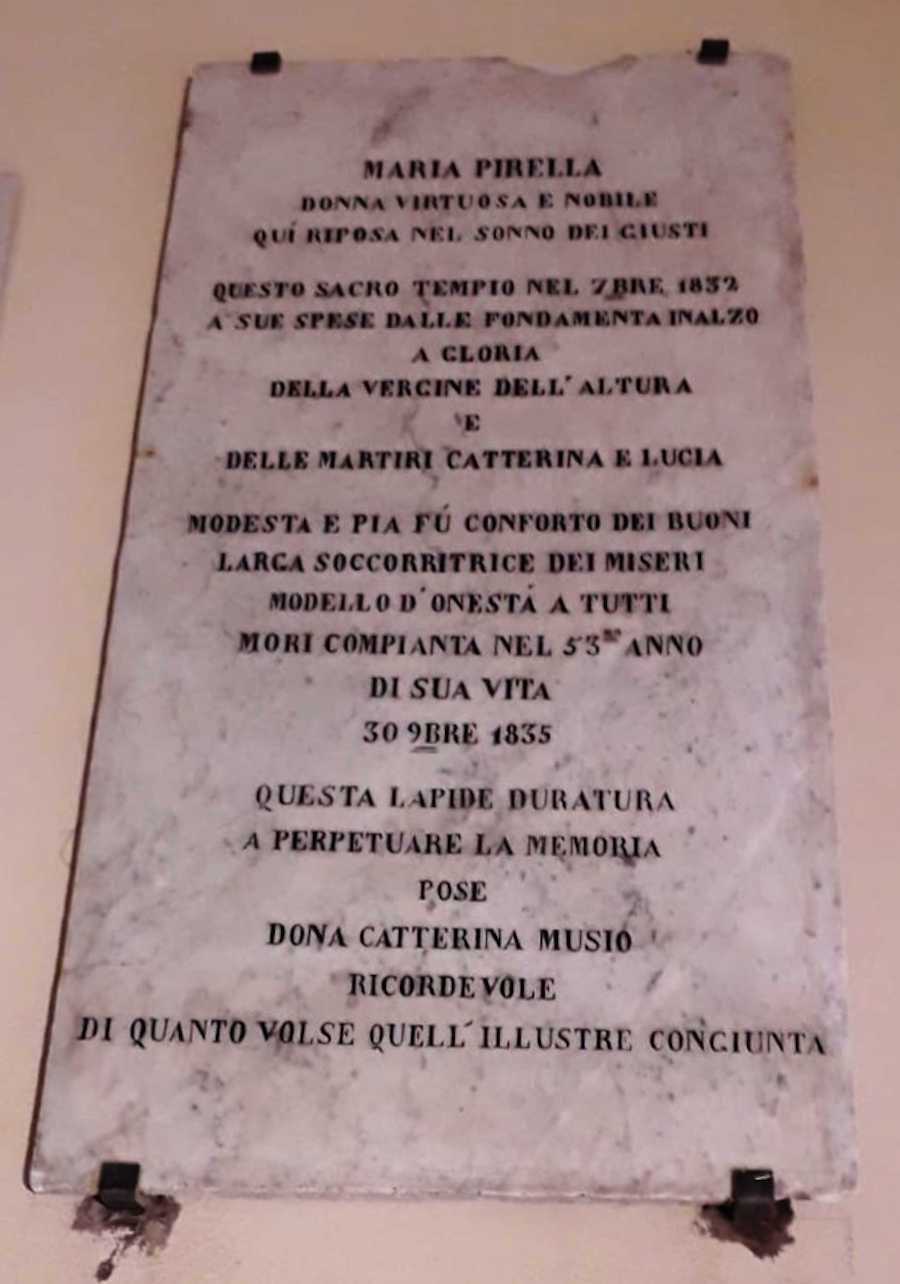 MARIA PIRELLA
DONNA VIRTUOSA E NOBILE
QUÍ RIPOSA NEL SONNO DEI GIUSTI
QUESTO SACRO TEMPIO NEL 7BRE 1832
A SUE SPESE DALLE FONDAMENTA INALZO
A GLORIA
DELLA VERGINE DELL'ALTURA
E
DELLE MARTIRI CATTERINA E LUCIA
MODESTA E PIA FÚ CONFORTO DEI BUONI
LARGA SOCCORRITRICE DEI MISERI
MODELLO D'ONESTÁ A TUTTI
MORI COMPIANTA NEL 53MO ANNO
DI SUA VITA
30 9BRE 1835
QUESTA LAPIDE DURATURA
A PERPETUARE LA MEMORIA
POSE
DONA CATTERINA MUSIO
RICORDEVOLE
DI QUANTO VOLSE QUELL'ILLUSTRE CONGIUNTA